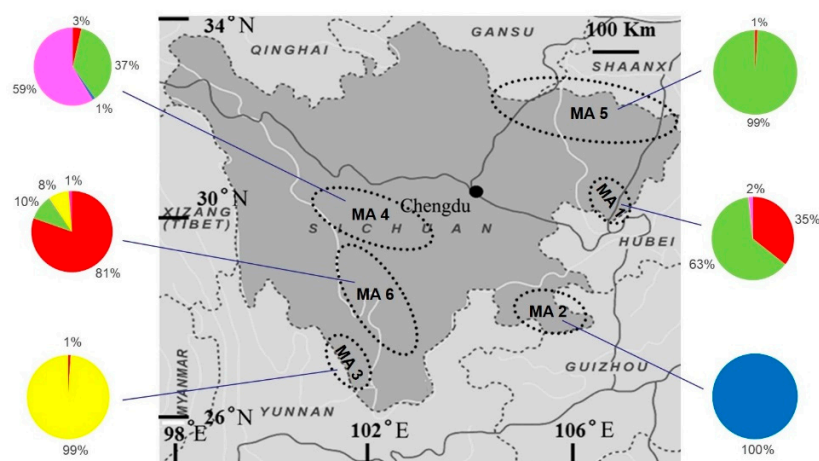 3%
37%
59%
1%
34°N
QINGHAI
GANSU
100 Km
SHAANXI
1%
99%
MA 5
1%
8%
10%
81%
XIZANG
(TIBET)
30°N
MA 4
Chengdu
SICHUAN
MA 1
HUBEI
2%
35%
63%
MA 6
MA 2
MA 3
GUIZHOU
1%
99%
MYANMAR
YUNNAN
26°N
98°E
102°E
106°E
100%